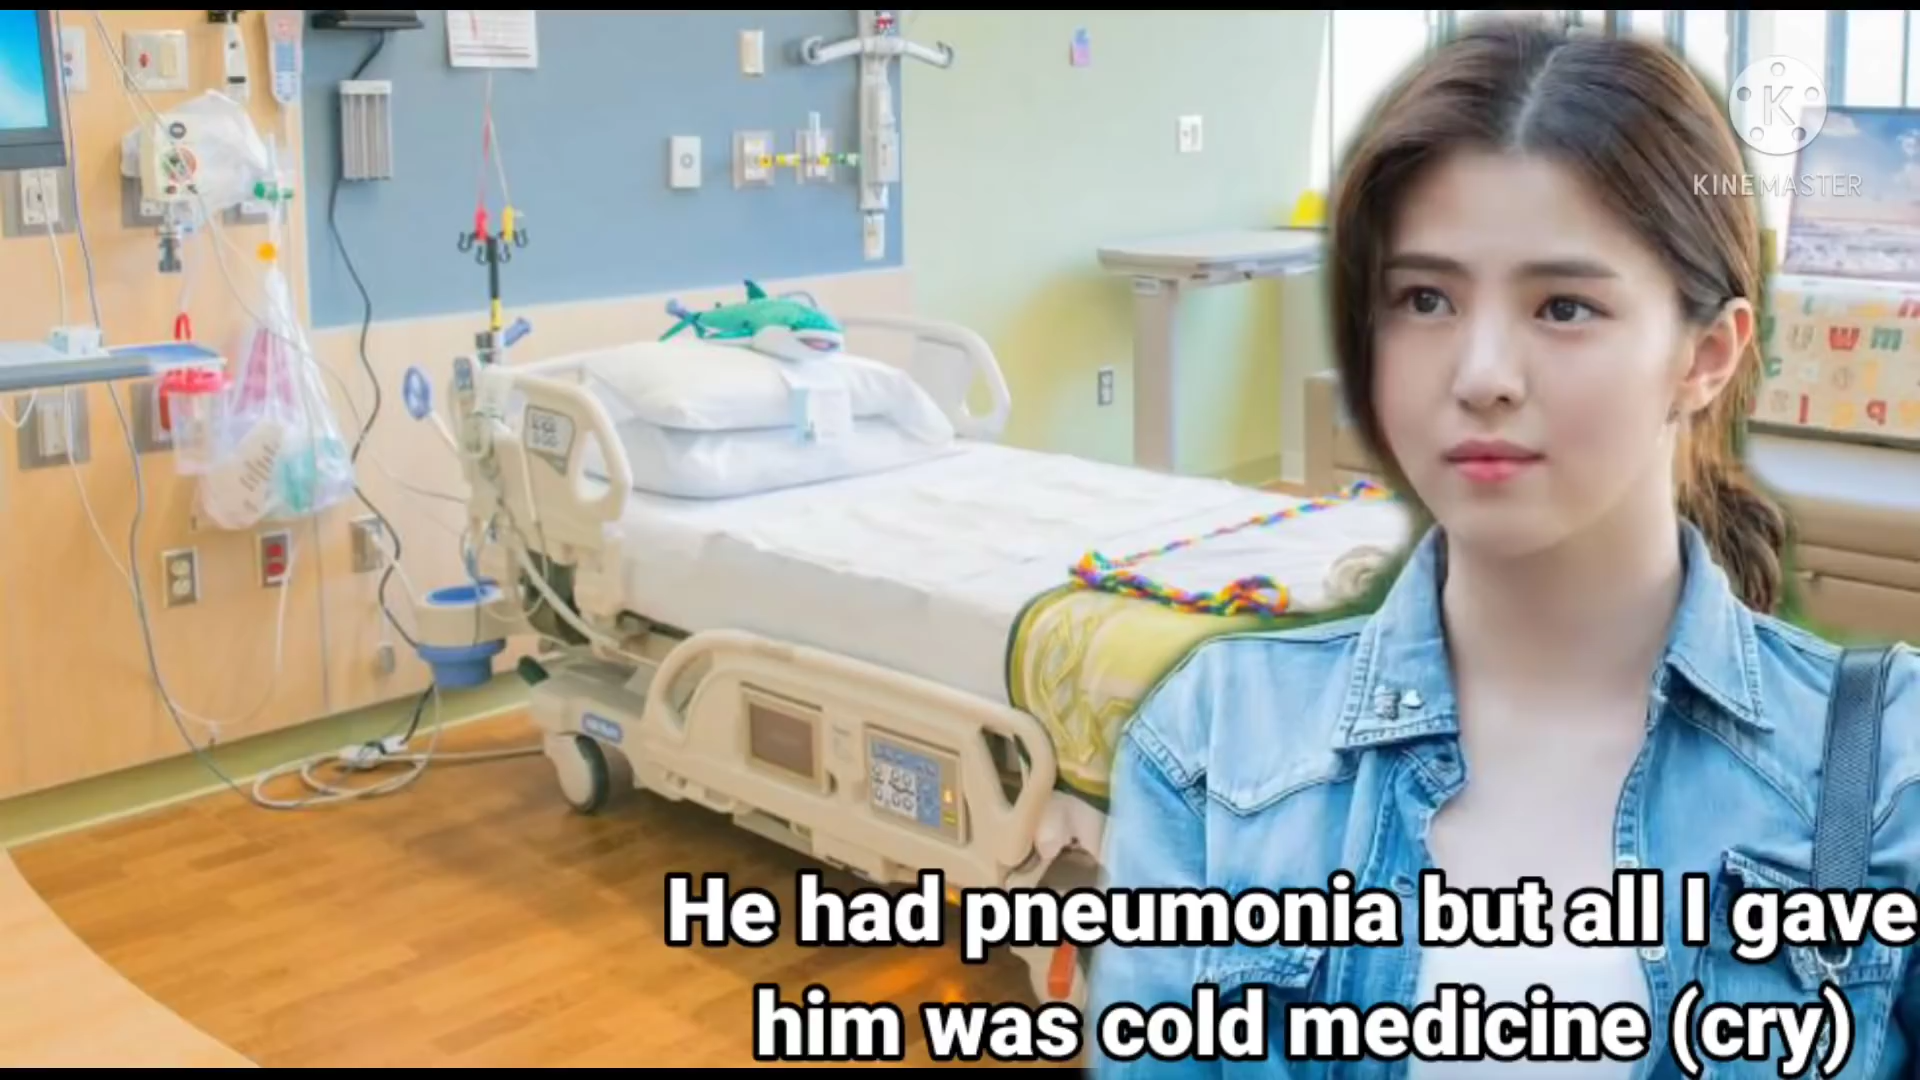 K
KINEMASTER
He had pneumonia but all I gave
him was cold medicine (cry)